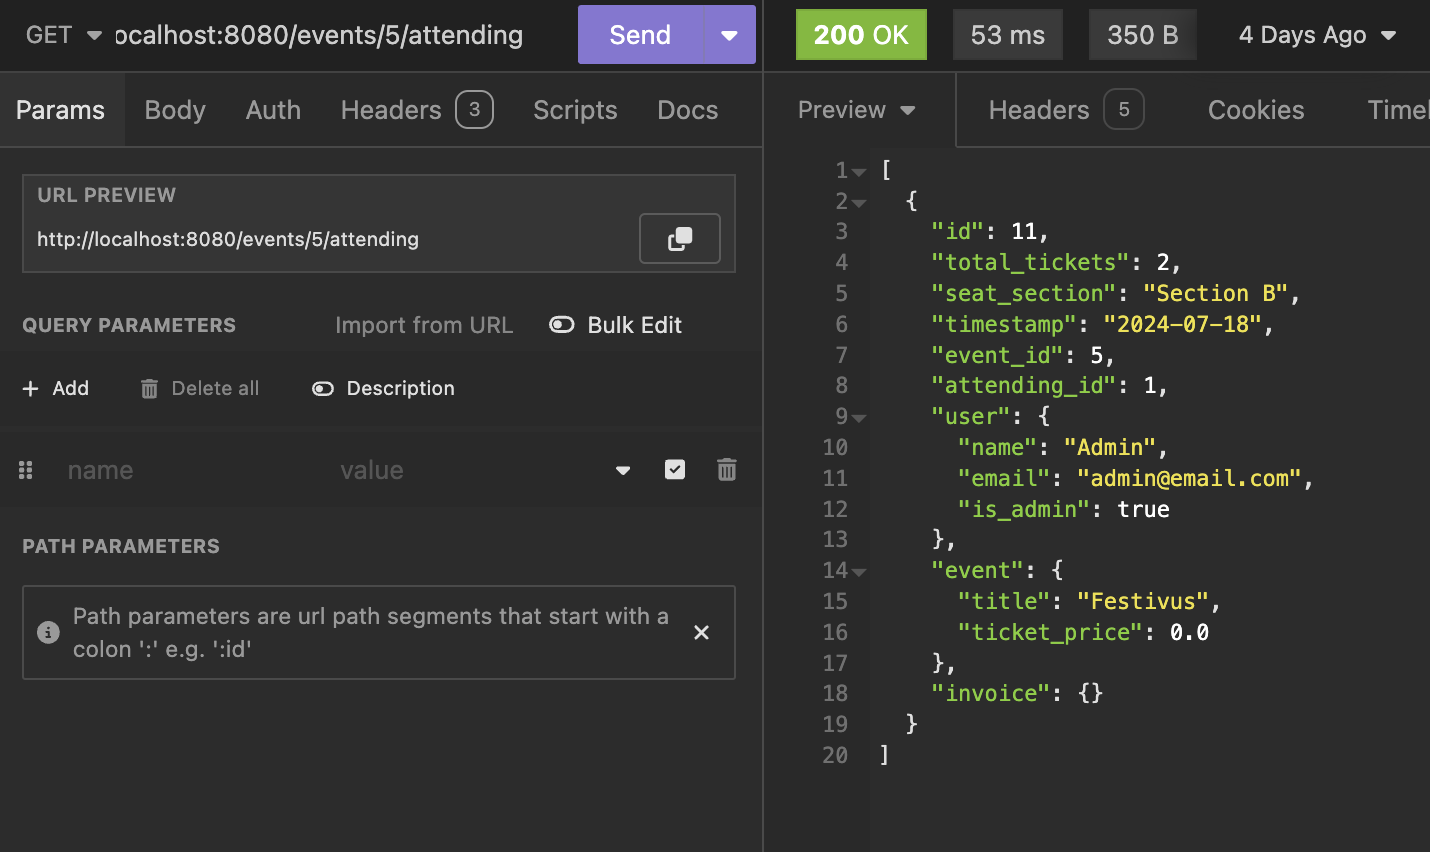 GET ocalhost:8080/events/5/attending Send
Params Body Auth Headers 3 Scripts Docs
URL PREVIEW
http://localhost:8080/events/5/attending
QUERY PARAMETERS Import from URL Bulk Edit
+ Add Delete all Description
name value
PATH PARAMETERS
Path parameters are url path segments that start with a
colon ':' e.g. ':id'
200 OK 53 ms 350 B 4 Days Ago
Preview Headers 5 Cookies Timel
1 [
2 {
3 "id": 11,
4 "total_tickets": 2,
5 "seat_section": "Section B",
6 "timestamp": "2024-07-18",
7 "event_id": 5,
8 "attending_id": 1,
9 "user": {
10 "name": "Admin",
11 "email": "admin@email.com",
12 "is_admin": true
13 },
14 "event": {
15 "title": "Festivus",
16 "ticket_price": 0.0
17 },
18 "invoice": {}
19 }
20 ]